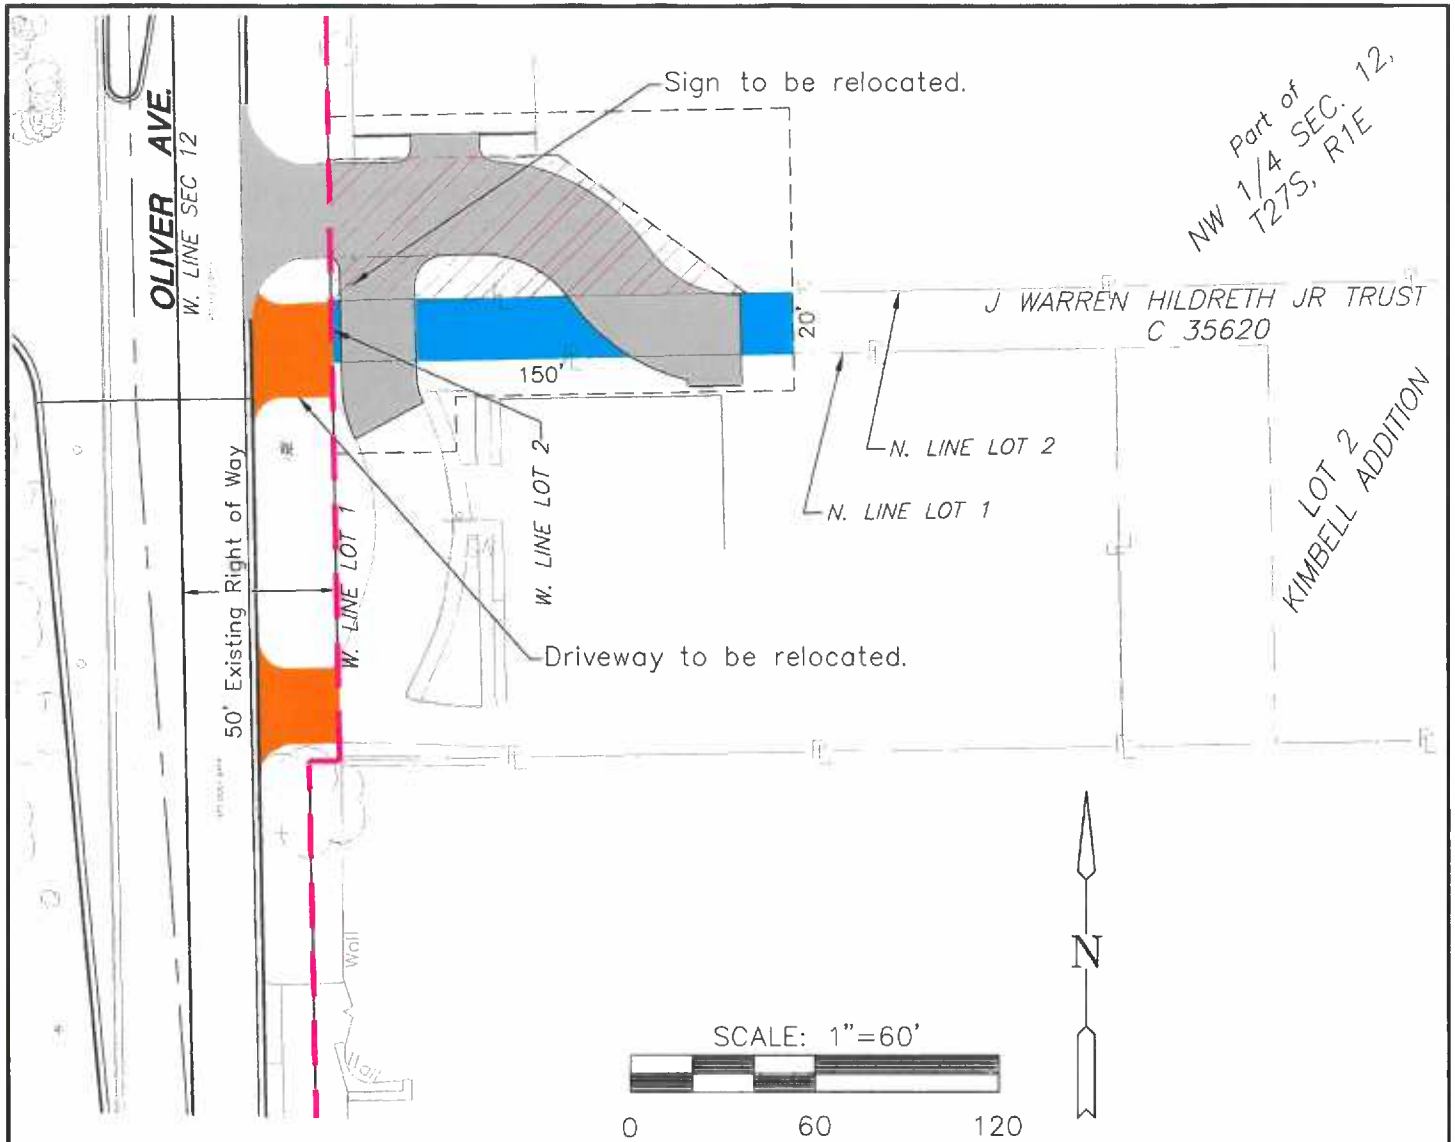 Sign to be relocated.
Part of
NW 1/4 SEC. 12,
T27S, R1E
OLIVER AVE.
W. LINE SEC 12
J WARREN HILDRETH JR TRUST
C 35620
20'
150'
N. LINE LOT 2
N. LINE LOT 1
W. LINE LOT 2
W. LINE LOT 1
50' Existing Right of Way
LOT 2
KIMBELL ADDITION
Driveway to be relocated.
Wall
Wall
N
SCALE: 1"=60'
0 60 120